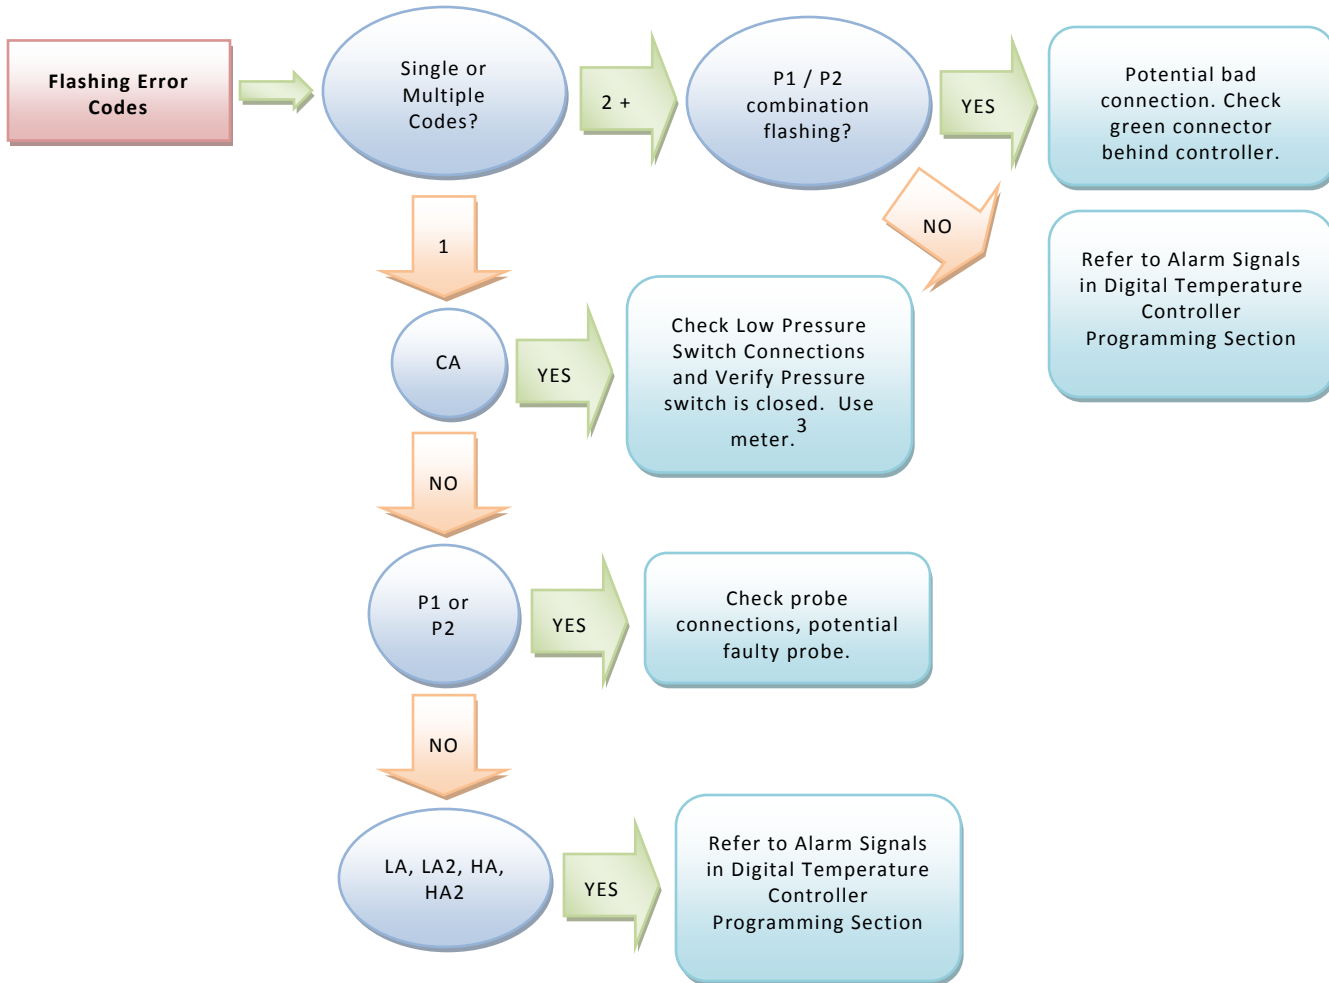 Flashing Error
Codes
Single or
Multiple
Codes?
2 +
P1 / P2
combination
flashing?
YES
Potential bad
connection. Check
green connector
behind controller.
NO
Refer to Alarm Signals
in Digital Temperature
Controller
Programming Section
1
CA
YES
Check Low Pressure
Switch Connections
and Verify Pressure
switch is closed.  Use
meter.3
NO
P1 or
P2
YES
Check probe
connections, potential
faulty probe.
NO
LA, LA2, HA,
HA2
YES
Refer to Alarm Signals
in Digital Temperature
Controller
Programming Section